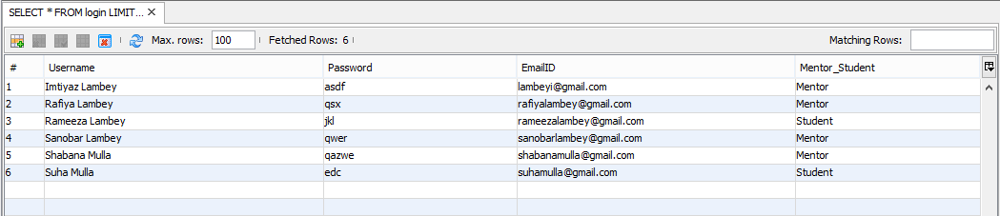 SELECT * FROM login LIMIT...
Max. rows: 100 Fetched Rows: 6 Matching Rows:
# Username Password EmailID Mentor_Student
1 Imtiyaz Lambey asdf lambeyi@gmail.com Mentor
2 Rafiya Lambey qsx rafiyalambey@gmail.com Mentor
3 Rameeza Lambey jkl rameezalambey@gmail.com Student
4 Sanobar Lambey qwer sanobarlambey@gmail.com Mentor
5 Shabana Mulla qazwe shabanamulla@gmail.com Mentor
6 Suha Mulla edc suhamulla@gmail.com Student